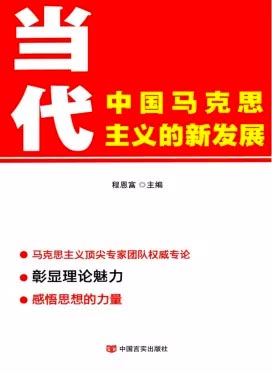 当代
中国马克思
主义的新发展
程恩富 ◎主编
● 马克思主义顶尖专家团队权威专论
● 彰显理论魅力
● 感悟思想的力量
中国言实出版社